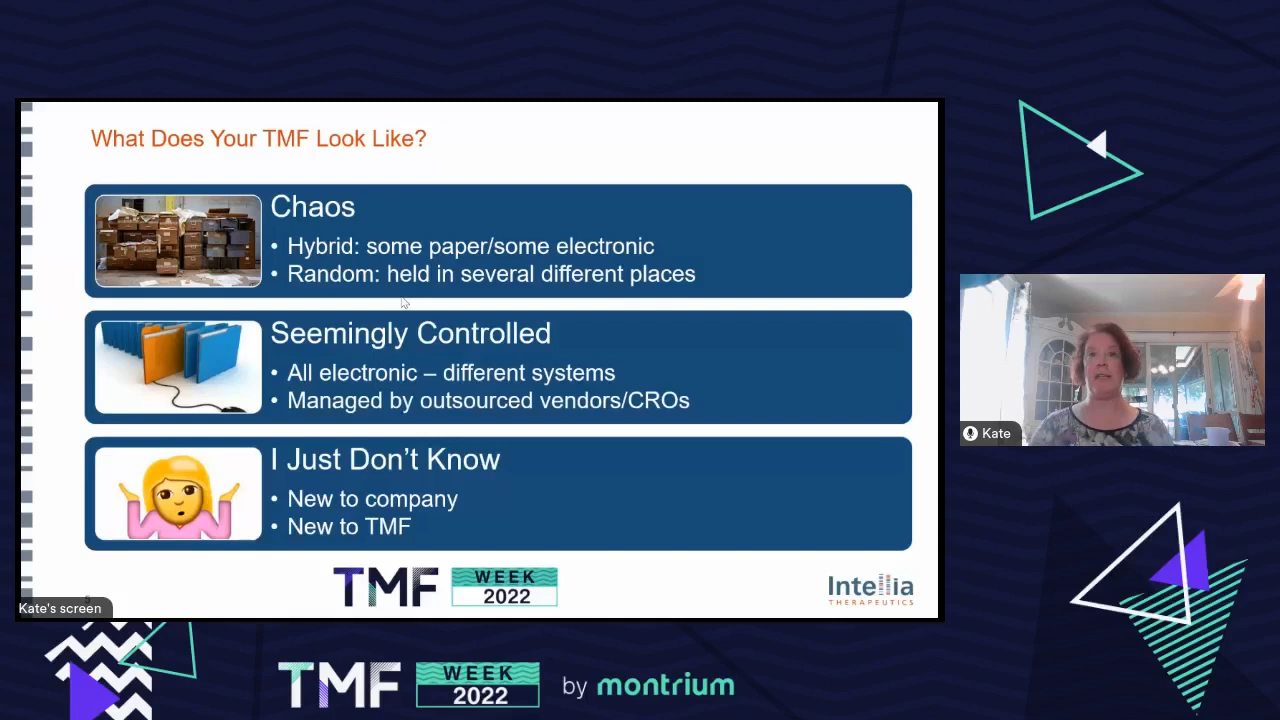 What Does Your TMF Look Like?
Chaos
• Hybrid: some paper/some electronic
• Random: held in several different places
Seemingly Controlled
• All electronic – different systems
• Managed by outsourced vendors/CROs
I Just Don't Know
• New to company
• New to TMF
TMF WEEK 2022
Intellia
THERAPEUTICS
Kate's screen
Kate
TMF WEEK 2022 by montrium